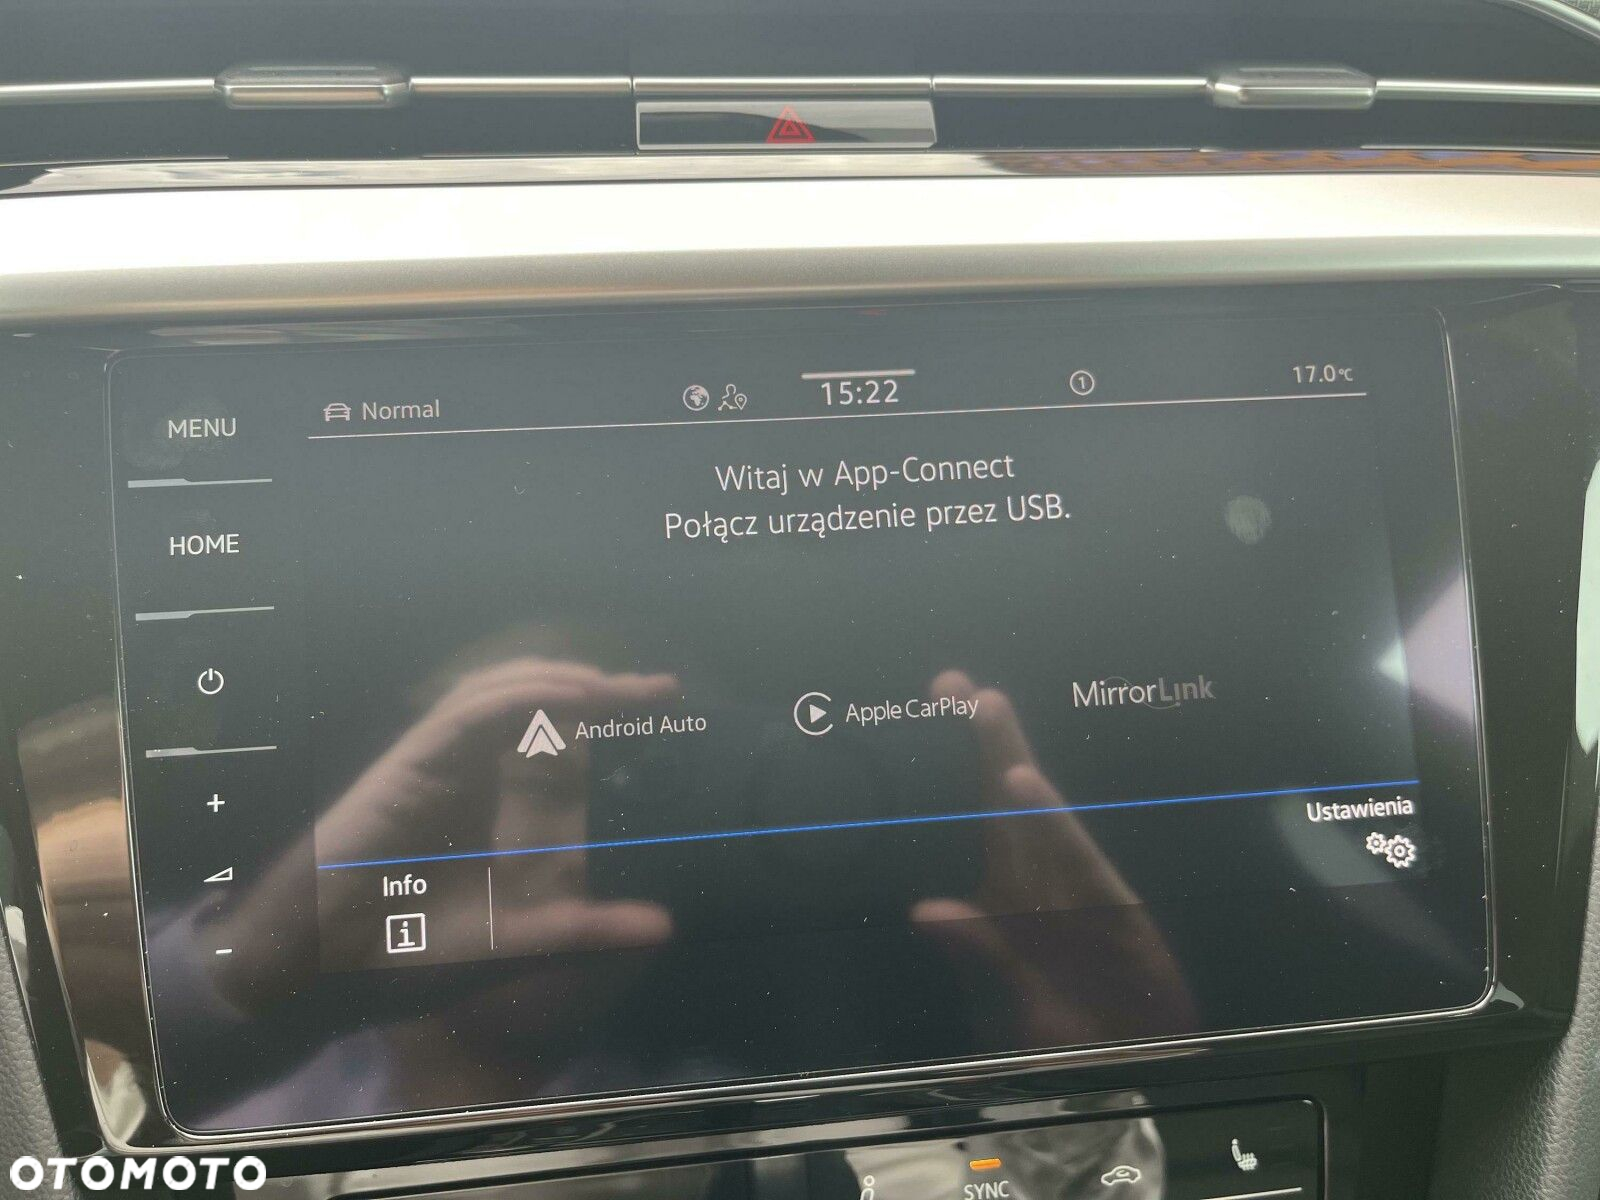 MENU
Normal
15:22
1
17.0°C
Witaj w App-Connect
Połącz urządzenie przez USB.
HOME
Android Auto
Apple CarPlay
MirrorLink
+
-
Info
i
Ustawienia
SYNC
OTOMOTO